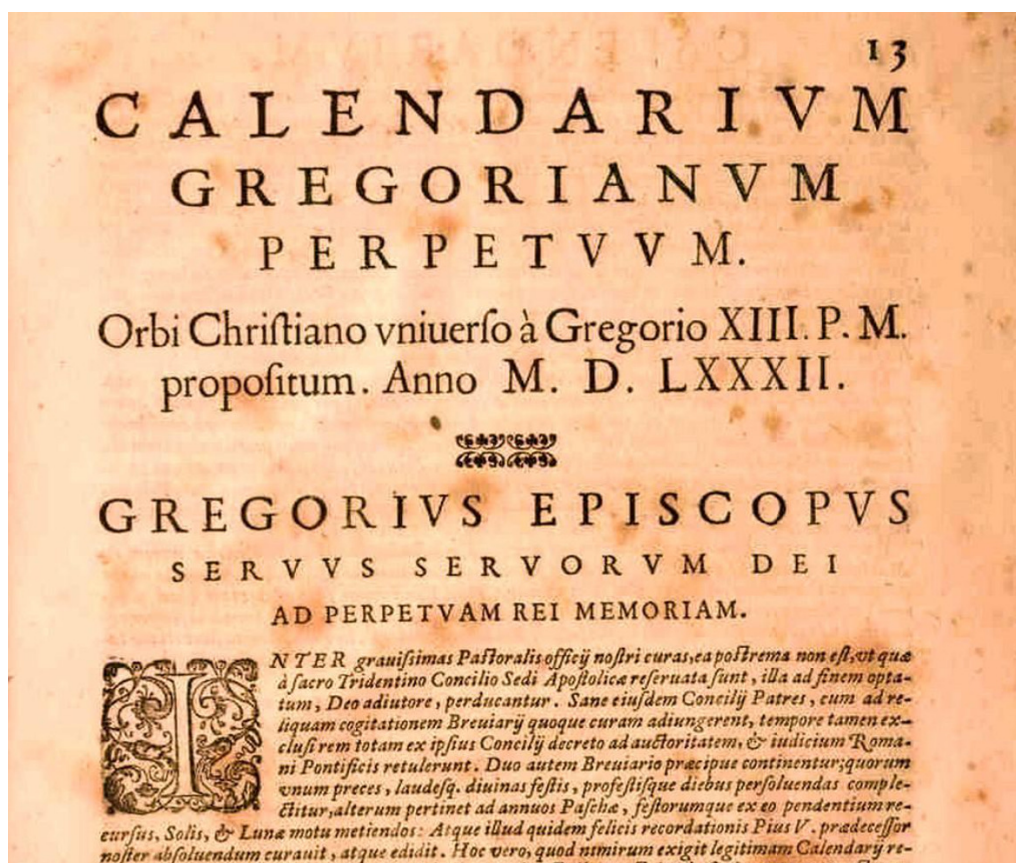 13
CALENDARIVM
GREGORIANVM
PERPETVVM.
Orbi Chriſtiano vniuerſo à Gregorio XIII. P. M.
propoſitum. Anno M. D. LXXXII.
GREGORIVS EPISCOPVS
SERVVS SERVORVM DEI
AD PERPETVAM REI MEMORIAM.
INTER grauiſsimas Paſtoralis officij noſtri curas, ea poſtrema non eſt, vt quæ
à ſacro Tridentino Concilio Sedi Apoſtolicæ reſeruata ſunt, illa ad finem opta-
tum, Deo adiutore, perducantur. Sane eiuſdem Concilij Patres, cum ad re-
liquam cogitationem Breuiarij quoque curam adiungerent, tempore tamen ex-
cluſi rem totam ex ipſius Concilij decreto ad auctoritatem, & iudicium Roma-
ni Pontificis retulerunt. Duo autem Breuiario præcipue continentur; quorum
vnum preces, laudeſq. diuinas feſtis, profeſtiſque diebus perſoluendas comple-
ctitur, alterum pertinet ad annuos Paſchæ, feſtorumque ex eo pendentium re-
curſus, Solis, & Lunæ motu metiendos: Atque illud quidem felicis recordationis Pius V. prædeceſſor
noſter abſoluendum curauit, atque edidit. Hoc vero, quod nimirum exigit legitimam Calendarij re-